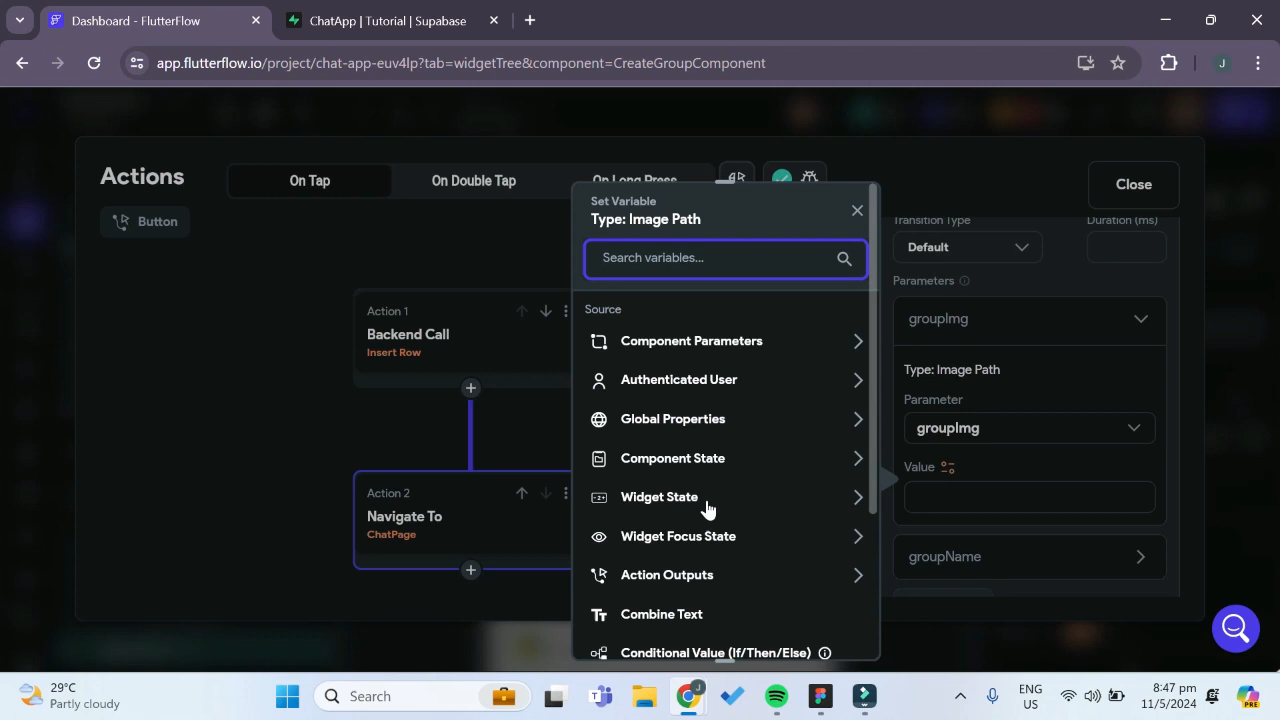 Dashboard - FlutterFlow
ChatApp | Tutorial | Supabase
app.flutterflow.io/project/chat-app-euv4lp?tab=widgetTree&component=CreateGroupComponent
J
Actions
On Tap
On Double Tap
On Long Press
Close
Button
Set Variable
Type: Image Path
Search variables...
Source
Component Parameters
Authenticated User
Global Properties
Component State
Widget State
Widget Focus State
Action Outputs
Combine Text
Conditional Value (If/Then/Else)
Action 1
Backend Call
Insert Row
Action 2
Navigate To
ChatPage
Transition Type
Duration (ms)
Default
Parameters
groupImg
Type: Image Path
Parameter
groupImg
Value
groupName
29°C
Partly cloudy
Search
ENG
US
8:47 pm
11/5/2024
PRE